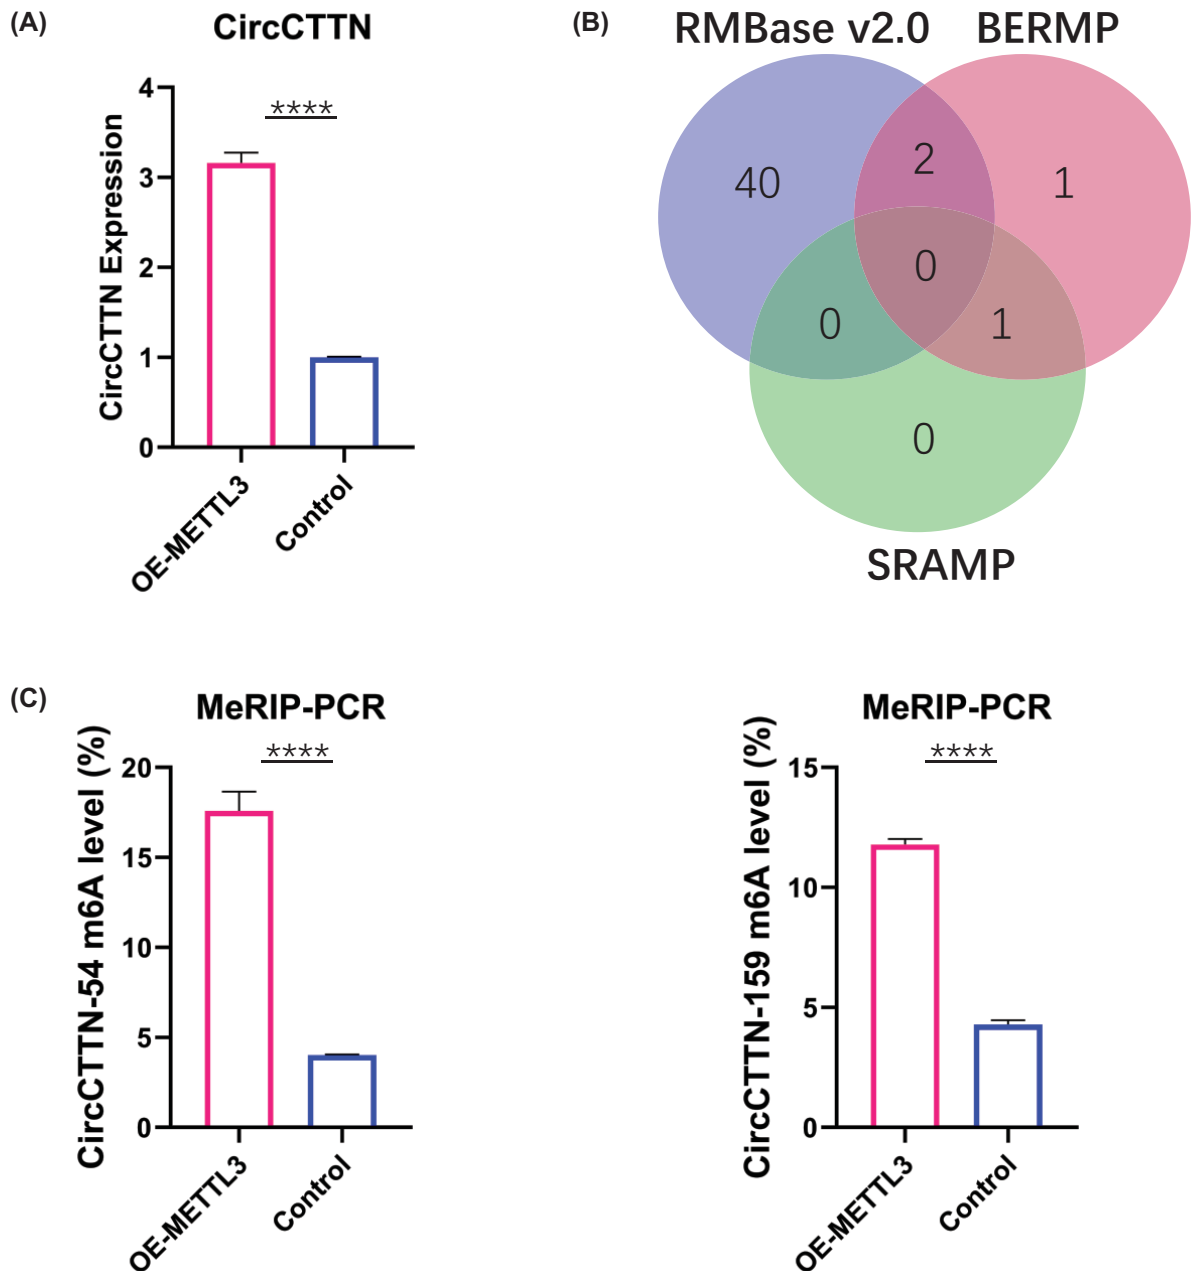 (A)
CircCTTN
CircCTTN Expression
4
3
2
1
0
****
OE-METTL3
Control
(B)
RMBase v2.0
BERMP
40
2
1
0
0
1
0
SRAMP
(C)
MeRIP-PCR
CircCTTN-54 m6A level (%)
20
15
10
5
0
****
OE-METTL3
Control
MeRIP-PCR
CircCTTN-159 m6A level (%)
15
10
5
0
****
OE-METTL3
Control